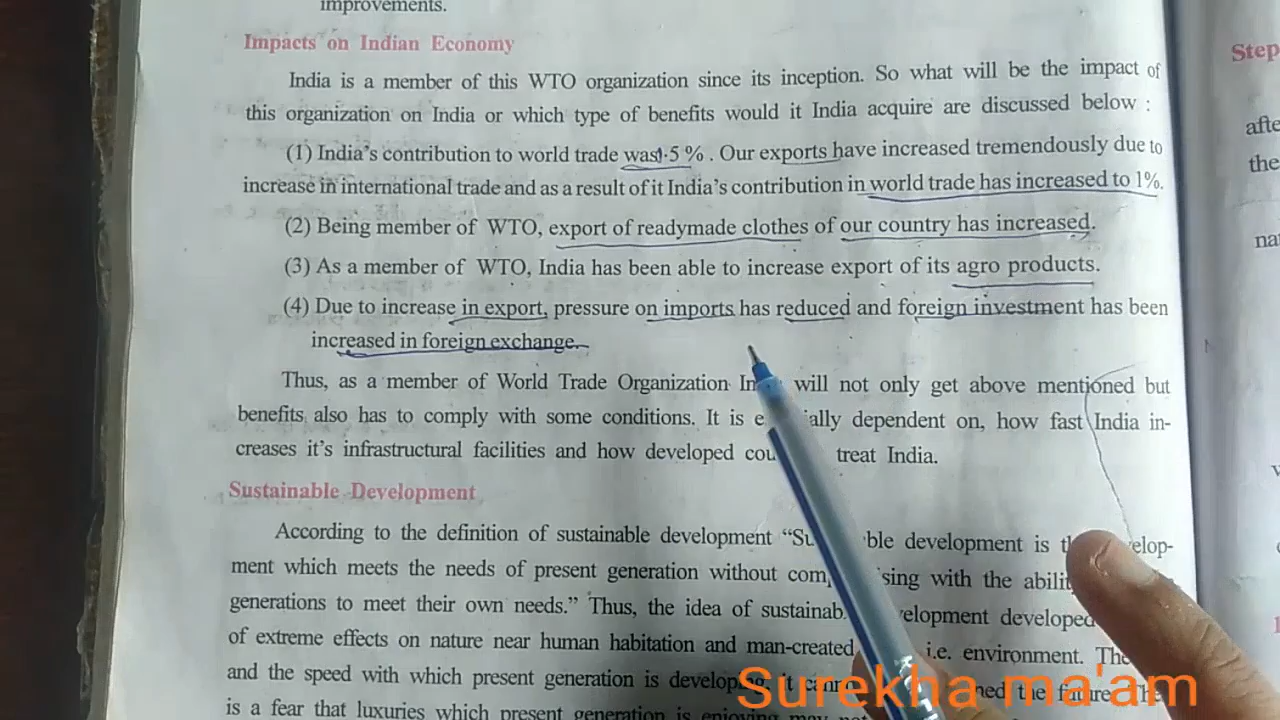 improvements.
Impacts on Indian Economy
India is a member of this WTO organization since its inception. So what will be the impact of
this organization on India or which type of benefits would it India acquire are discussed below :
(1) India's contribution to world trade was ·5 % . Our exports have increased tremendously due to
increase in international trade and as a result of it India's contribution in world trade has increased to 1%.
(2) Being member of WTO, export of readymade clothes of our country has increased.
(3) As a member of WTO, India has been able to increase export of its agro products.
(4) Due to increase in export, pressure on imports has reduced and foreign investment has been
increased in foreign exchange.
Thus, as a member of World Trade Organization will not only get above mentioned but
benefits also has to comply with some conditions. It is dependent on, how fast India in-
creases it's infrastructural facilities and how developed treat India.
Sustainable Development
According to the definition of sustainable development "Su ble development is velop-
ment which meets the needs of present generation without sing with the
generations to meet their own needs." Thus, the idea of elopment developed
of extreme effects on nature near human habitation and man-created i.e. environment.
and the speed with which present generation is developing, it the future.
is a fear that luxuries which present generation is enjoying may not
Step
afte
the
nat
Surekha ma'am